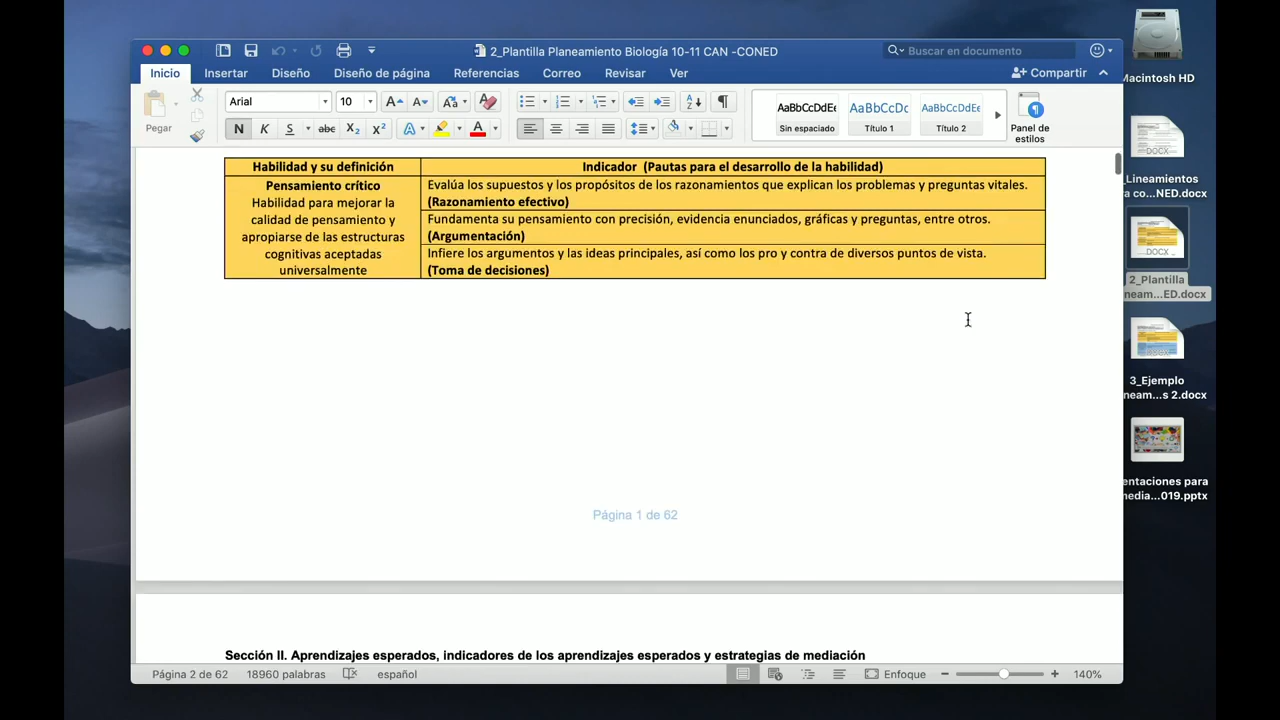 2_Plantilla Planeamiento Biología 10-11 CAN -CONED
Buscar en documento
Inicio Insertar Diseño Diseño de página Referencias Correo Revisar Vista Ver
Compartir
Pegar
Arial 10
N K S abc X₂ X²
AaBbCcDdEe AaBbCcDc AaBbCcDdEe
Sin espaciado Título 1 Título 2
Panel de
estilos
Habilidad y su definición Indicador (Pautas para el desarrollo de la habilidad)
Pensamiento crítico
Habilidad para mejorar la
calidad de pensamiento y
apropiarse de las estructuras
cognitivas aceptadas
universalmente
Evalúa los supuestos y los propósitos de los razonamientos que explican los problemas y preguntas vitales.
(Razonamiento efectivo)
Fundamenta su pensamiento con precisión, evidencia enunciados, gráficas y preguntas, entre otros.
(Argumentación)
Infiere los argumentos y las ideas principales, así como los pro y contra de diversos puntos de vista.
(Toma de decisiones)
Página 1 de 62
Sección II. Aprendizajes esperados, indicadores de los aprendizajes esperados y estrategias de mediación
Página 2 de 62 18960 palabras español Enfoque 140%
Macintosh HD
DOCX
_Lineamientos
a co...NED.docx
DOCX
2_Plantilla
neam...ED.docx
3_Ejemplo
neam...s 2.docx
entaciones para
media...019.pptx